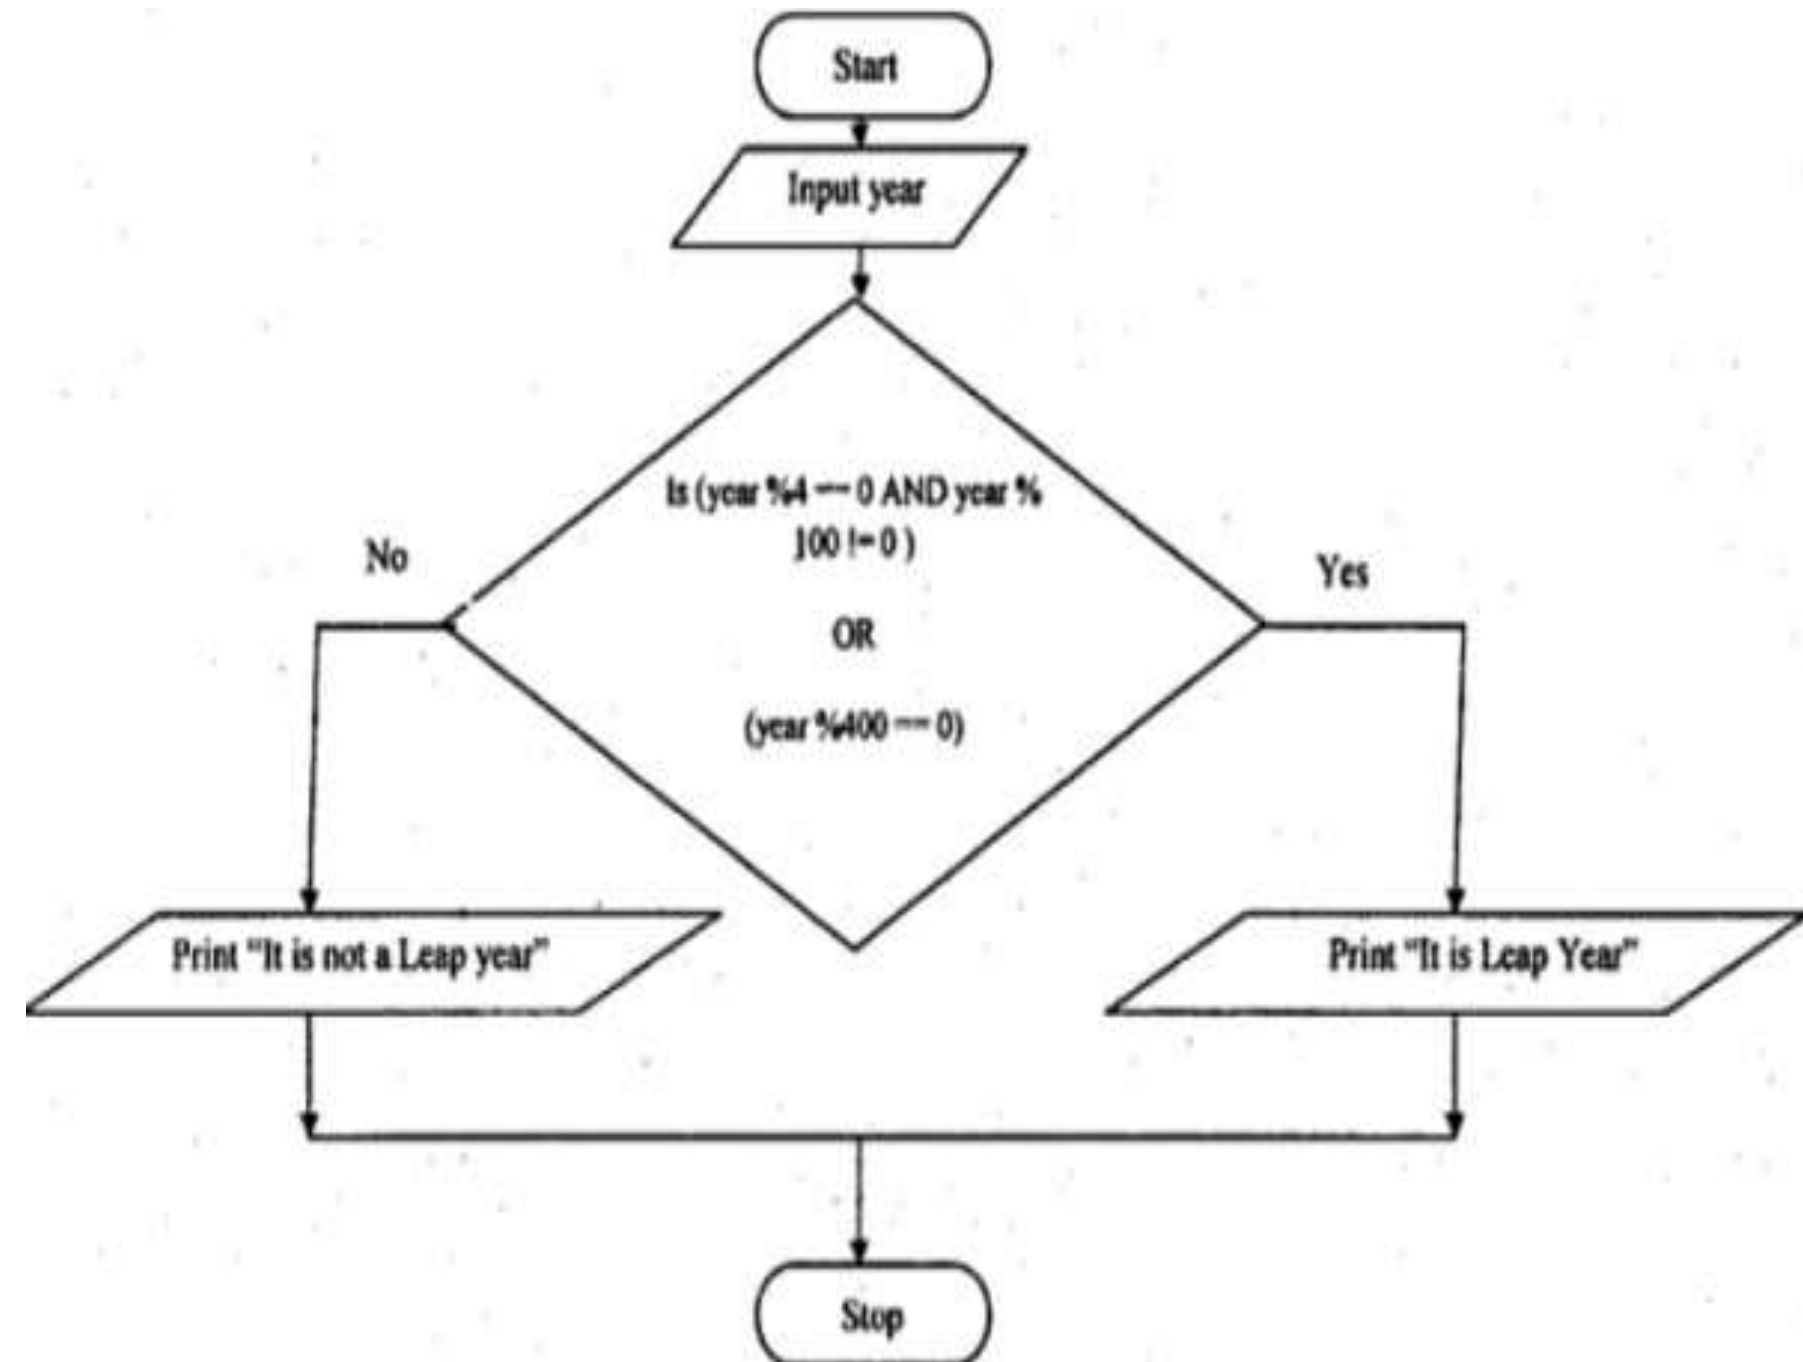 Start
Input year
Is (year %4 == 0 AND year %
100 != 0 )
No
Yes
OR
(year %400 == 0)
Print “It is not a Leap year”
Print “It is Leap Year”
Stop